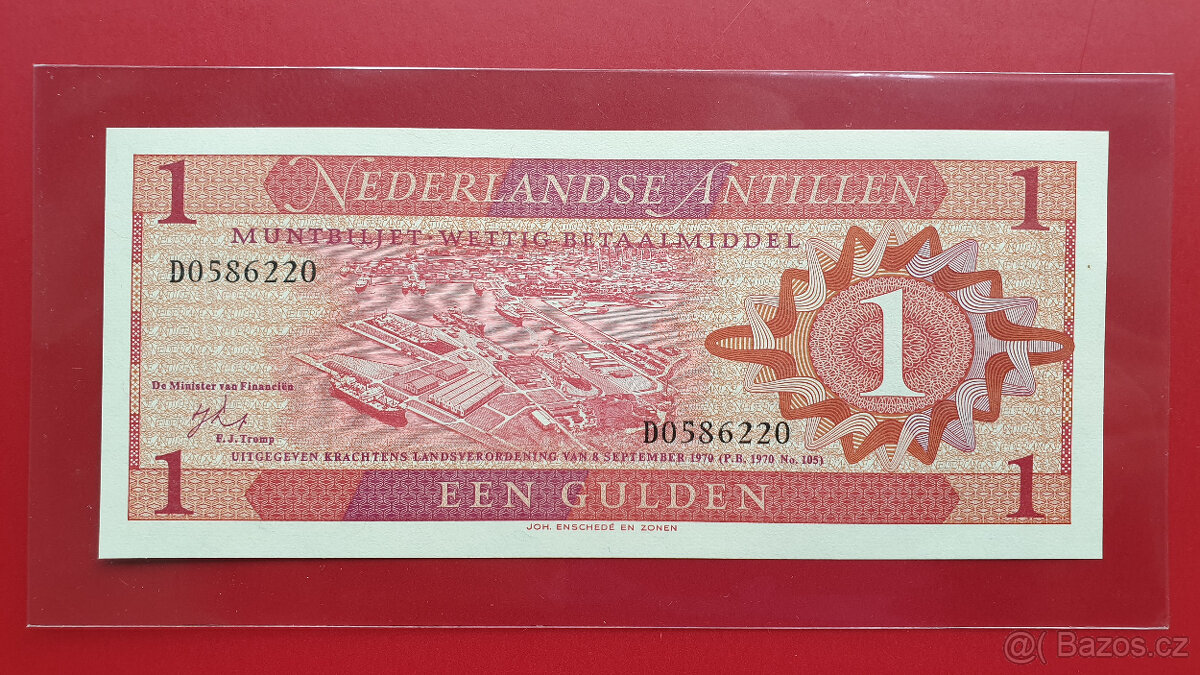 1 NEDERLANDSE ANTILLEN 1
MUNTBILJET-WETTIG BETAALMIDDEL
D0586220
1
De Minister van Financiën
E.J. Tromp
D0586220
UITGEGEVEN KRACHTENS LANDSVERORDENING VAN 8 SEPTEMBER 1970 (P.B. 1970 No. 105)
1 EEN GULDEN 1
JOH. ENSCHEDÉ EN ZONEN
@( Bazos.cz